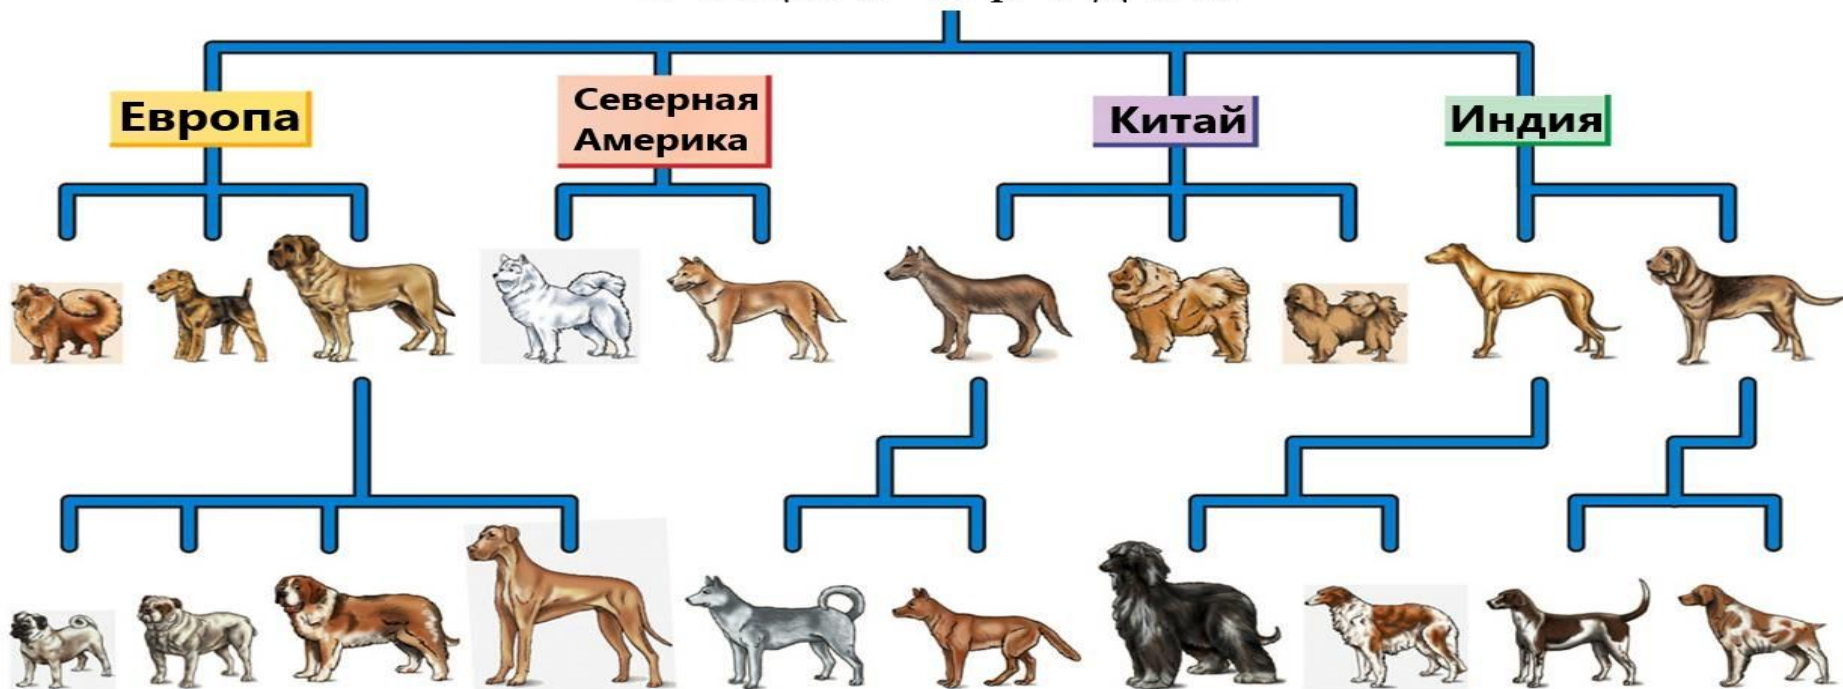 Европа
Северная
Америка
Китай
Индия